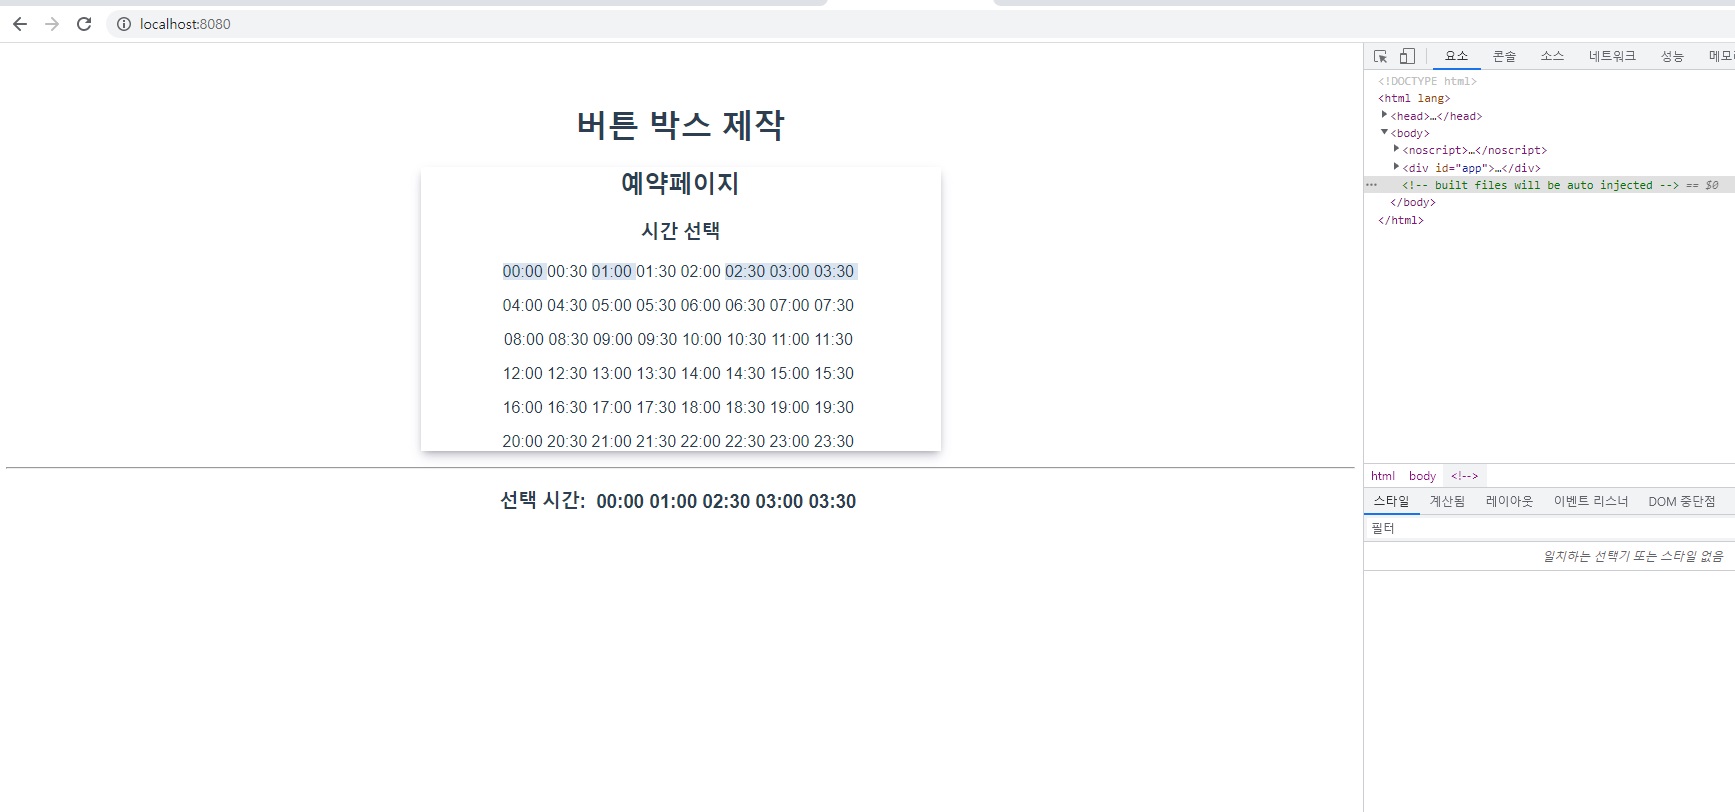 localhost:8080
버튼 박스 제작
예약페이지
시간 선택
00:00 00:30 01:00 01:30 02:00 02:30 03:00 03:30
04:00 04:30 05:00 05:30 06:00 06:30 07:00 07:30
08:00 08:30 09:00 09:30 10:00 10:30 11:00 11:30
12:00 12:30 13:00 13:30 14:00 14:30 15:00 15:30
16:00 16:30 17:00 17:30 18:00 18:30 19:00 19:30
20:00 20:30 21:00 21:30 22:00 22:30 23:00 23:30
선택 시간: 00:00 01:00 02:30 03:00 03:30
요소 콘솔 소스 네트워크 성능
<!DOCTYPE html>
<html lang>
<head>…</head>
<body>
<noscript>…</noscript>
<div id="app">…</div>
<!-- built files will be auto injected --> == $0
</body>
</html>
html body <!-->
스타일 계산됨 레이아웃 이벤트 리스너 DOM 중단점
필터
일치하는 선택기 또는 스타일 없음